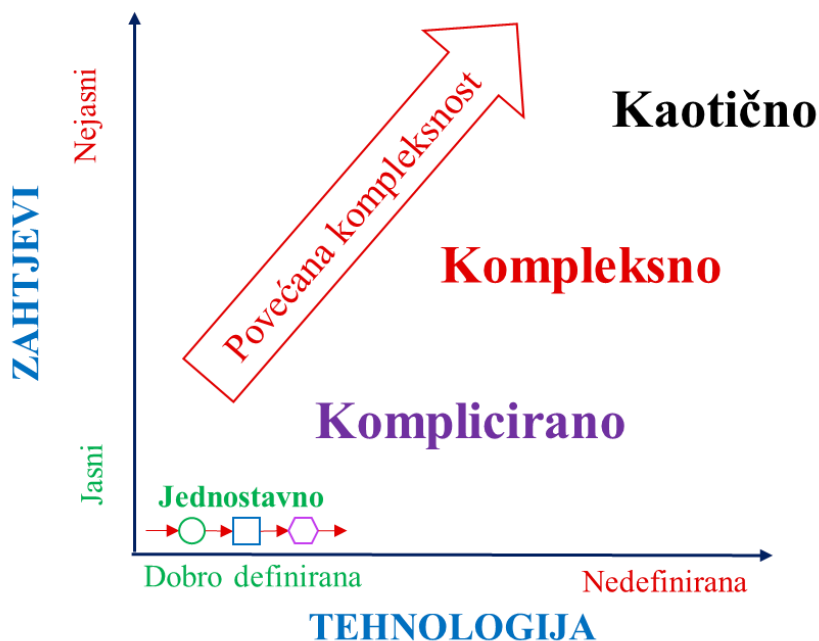 Kaotično
Nejasni
Povećana kompleksnost
Kompleksno
ZAHTJEVI
Komplicirano
Jasni
Jednostavno
Dobro definirana
Nedefinirana
TEHNOLOGIJA